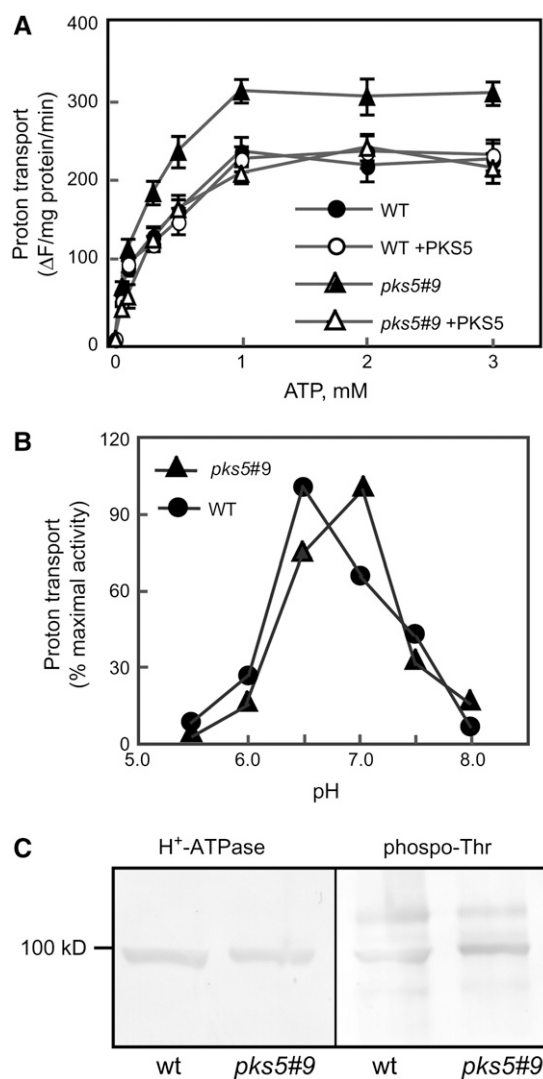 A
400
300
200
100
0
Proton transport
(ΔF/mg protein/min)
WT
WT +PKS5
pks5#9
pks5#9 +PKS5
0 1 2 3
ATP, mM
B
120
90
60
30
0
Proton transport
(% maximal activity)
pks5#9
WT
5.0 6.0 7.0 8.0
pH
C
H+-ATPase phospo-Thr
100 kD
wt pks5#9 wt pks5#9